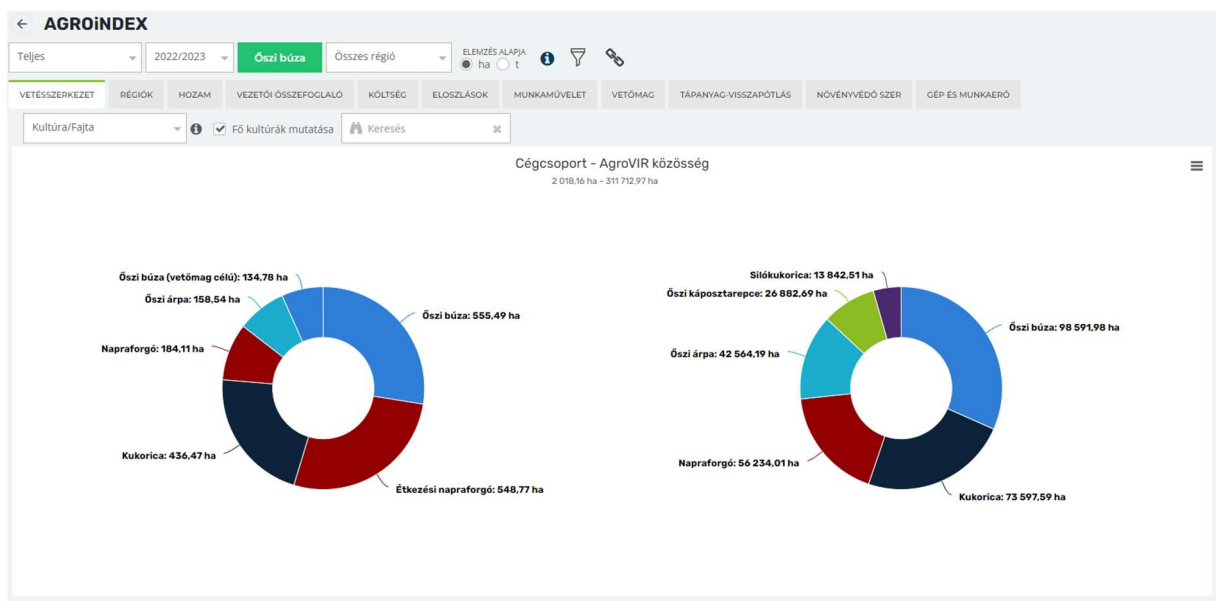 AGROiNDEX
Teljes 2022/2023 Őszi búza Összes régió ELEMZÉS ALAPJA ha t
VETÉSSZERKEZET RÉGIÓK HOZAM VEZETŐI ÖSSZEFOGLALÓ KÖLTSÉG ELOSZLÁSOK MUNKAMŰVELET VETŐMAG TÁPANYAG-VISSZAPÓTLÁS NÖVÉNYVÉDŐ SZER GÉP ÉS MUNKAERŐ
Kultúra/Fajta Fő kultúrák mutatása Keresés
Cégcsoport - AgroVIR közösség
2 018,16 ha - 311 712,97 ha
Őszi búza (vetőmag célú): 134,78 ha
Őszi árpa: 158,54 ha
Őszi búza: 555,49 ha
Napraforgó: 184,11 ha
Kukorica: 436,47 ha
Étkezési napraforgó: 548,77 ha
Silókukorica: 13 842,51 ha
Őszi káposztarepce: 26 882,69 ha
Őszi búza: 98 591,98 ha
Őszi árpa: 42 564,19 ha
Napraforgó: 56 234,01 ha
Kukorica: 73 597,59 ha